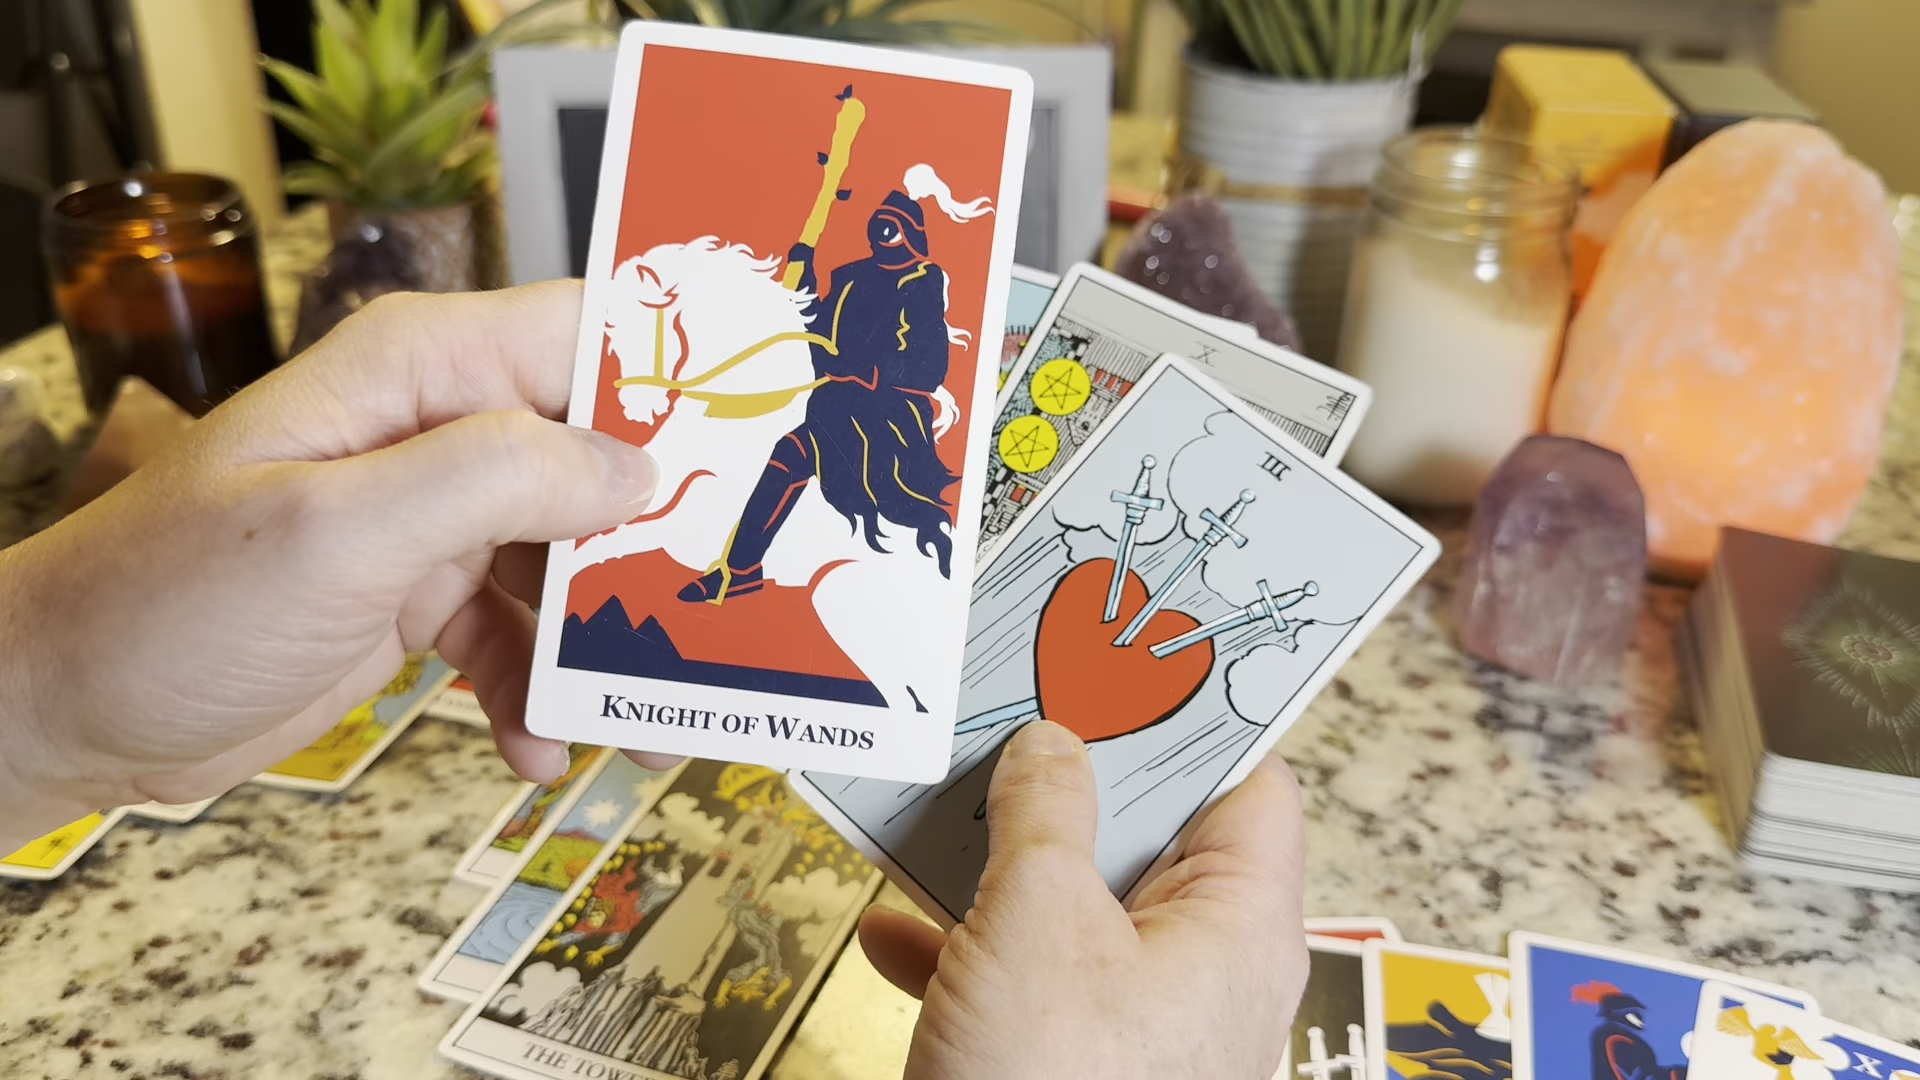 X
III
KNIGHT OF WANDS
THE TOWER
X